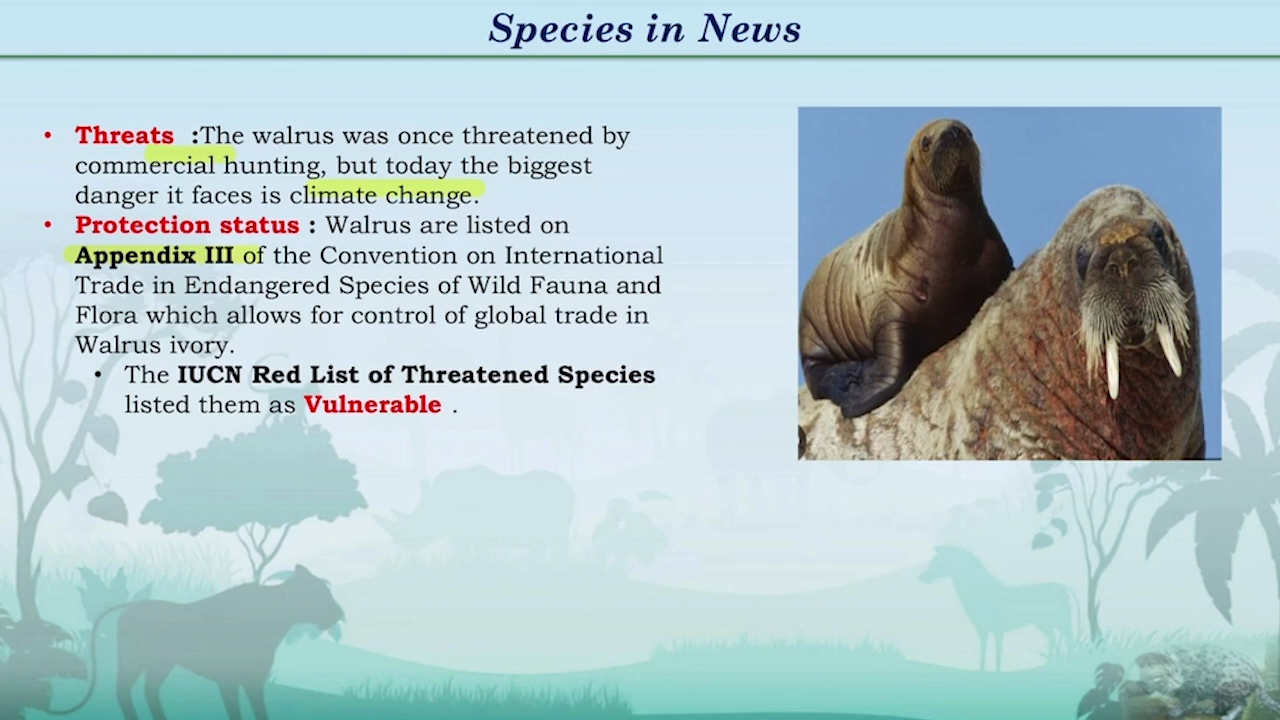 Species in News
• Threats :The walrus was once threatened by
commercial hunting, but today the biggest
danger it faces is climate change.
• Protection status : Walrus are listed on
Appendix III of the Convention on International
Trade in Endangered Species of Wild Fauna and
Flora which allows for control of global trade in
Walrus ivory.
• The IUCN Red List of Threatened Species
listed them as Vulnerable .